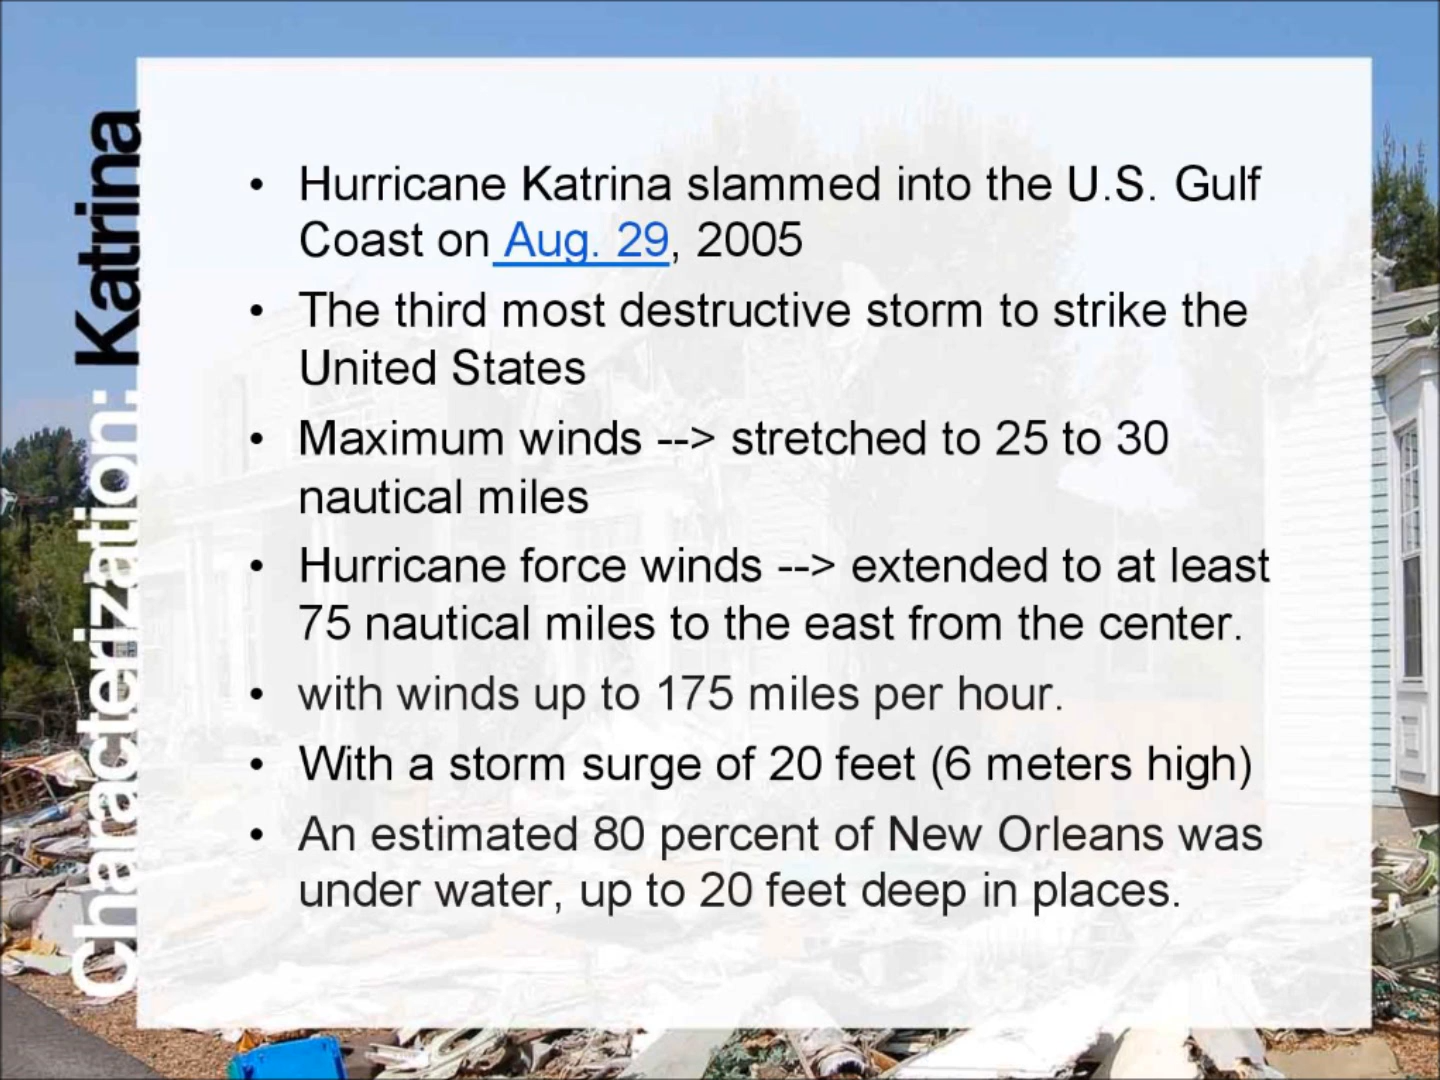 Characterization: Katrina
• Hurricane Katrina slammed into the U.S. Gulf
Coast on Aug. 29, 2005
• The third most destructive storm to strike the
United States
• Maximum winds --> stretched to 25 to 30
nautical miles
• Hurricane force winds --> extended to at least
75 nautical miles to the east from the center.
• with winds up to 175 miles per hour.
• With a storm surge of 20 feet (6 meters high)
• An estimated 80 percent of New Orleans was
under water, up to 20 feet deep in places.